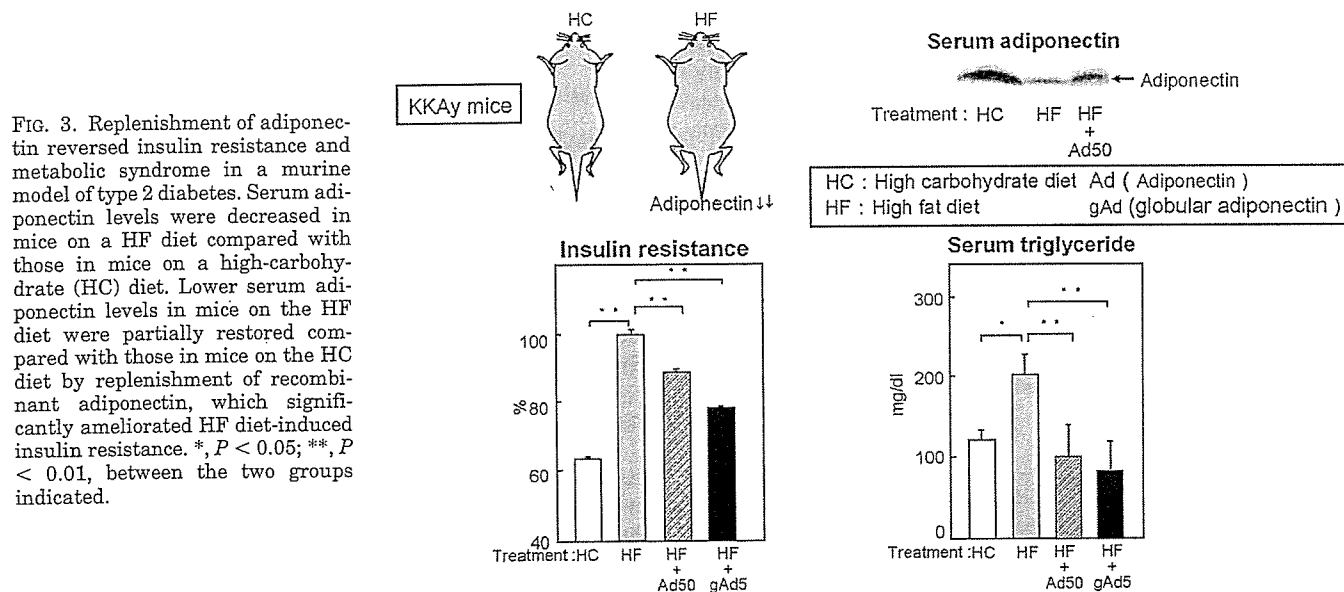 FIG. 3. Replenishment of adiponec-
tin reversed insulin resistance and
metabolic syndrome in a murine
model of type 2 diabetes. Serum adi-
ponectin levels were decreased in
mice on a HF diet compared with
those in mice on a high-carbohy-
drate (HC) diet. Lower serum adi-
ponectin levels in mice on the HF
diet were partially restored com-
pared with those in mice on the HC
diet by replenishment of recombi-
nant adiponectin, which signifi-
cantly ameliorated HF diet-induced
insulin resistance. *, P < 0.05; **, P
< 0.01, between the two groups
indicated.
HC HF
KKAy mice
Adiponectin↓↓
Serum adiponectin
← Adiponectin
Treatment : HC HF HF
+
Ad50
HC : High carbohydrate diet Ad ( Adiponectin )
HF : High fat diet gAd (globular adiponectin )
Insulin resistance
* *
* * * *
100
% 80
60
40
Treatment :HC HF HF HF
+ +
Ad50 gAd5
Serum triglyceride
300
* *
* **
200
mg/dl
100
0
Treatment :HC HF HF HF
+ +
Ad50 gAd5